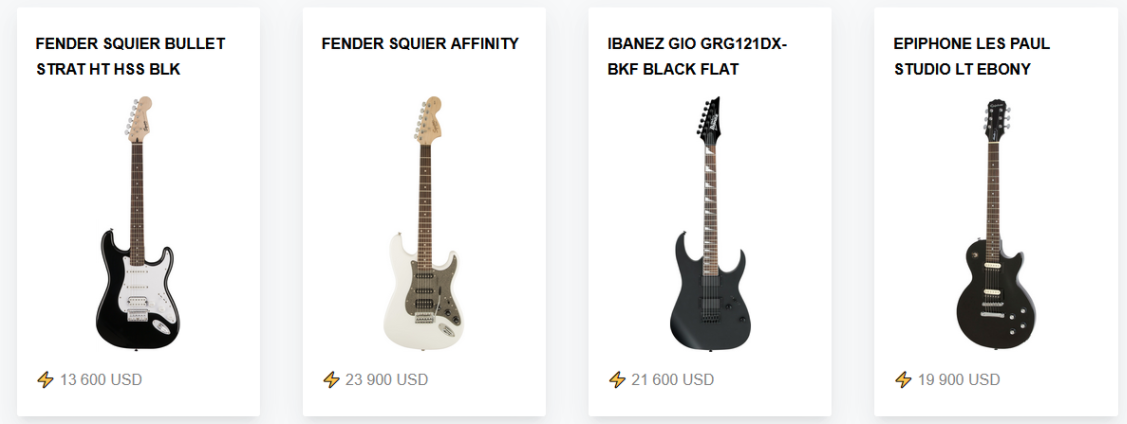 FENDER SQUIER BULLET
STRAT HT HSS BLK
FENDER SQUIER AFFINITY
IBANEZ GIO GRG121DX-
BKF BLACK FLAT
EPIPHONE LES PAUL
STUDIO LT EBONY
13 600 USD
23 900 USD
21 600 USD
19 900 USD